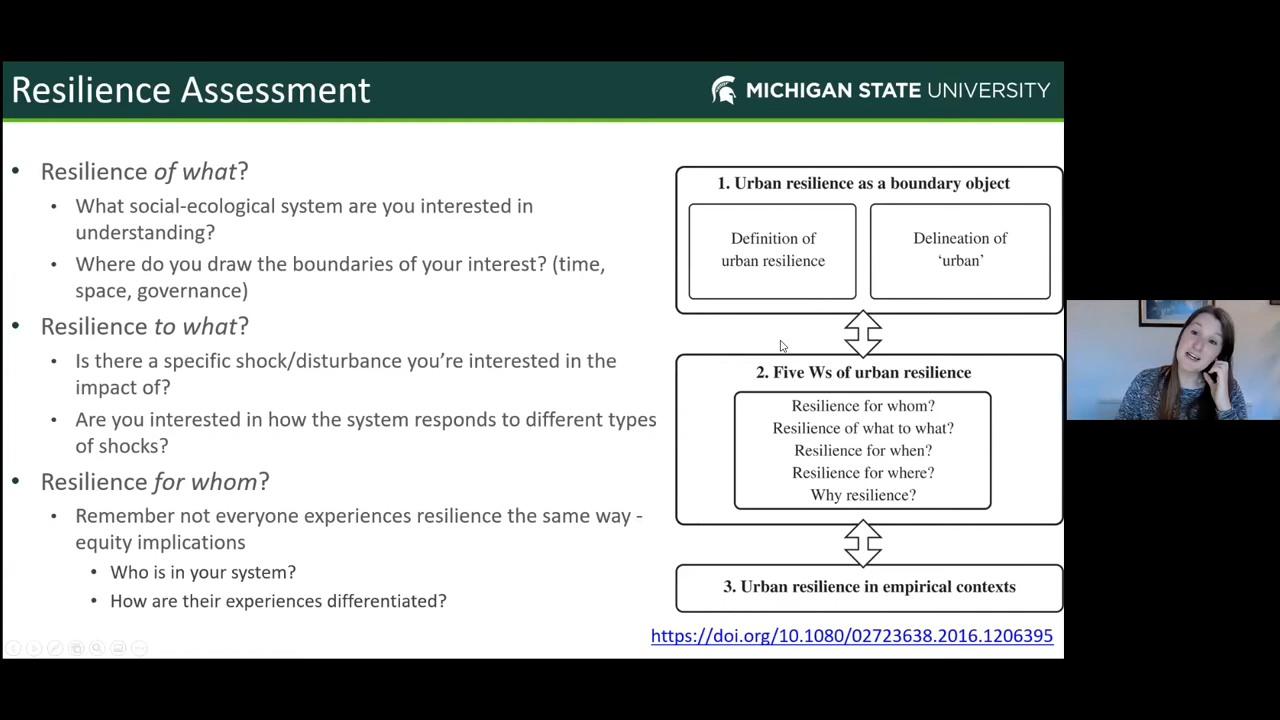 Resilience Assessment
MICHIGAN STATE UNIVERSITY
• Resilience of what?
• What social-ecological system are you interested in
understanding?
• Where do you draw the boundaries of your interest? (time,
space, governance)
• Resilience to what?
• Is there a specific shock/disturbance you’re interested in the
impact of?
• Are you interested in how the system responds to different types
of shocks?
• Resilience for whom?
• Remember not everyone experiences resilience the same way -
equity implications
• Who is in your system?
• How are their experiences differentiated?
1. Urban resilience as a boundary object
Definition of
urban resilience
Delineation of
‘urban’
2. Five Ws of urban resilience
Resilience for whom?
Resilience of what to what?
Resilience for when?
Resilience for where?
Why resilience?
3. Urban resilience in empirical contexts
https://doi.org/10.1080/02723638.2016.1206395